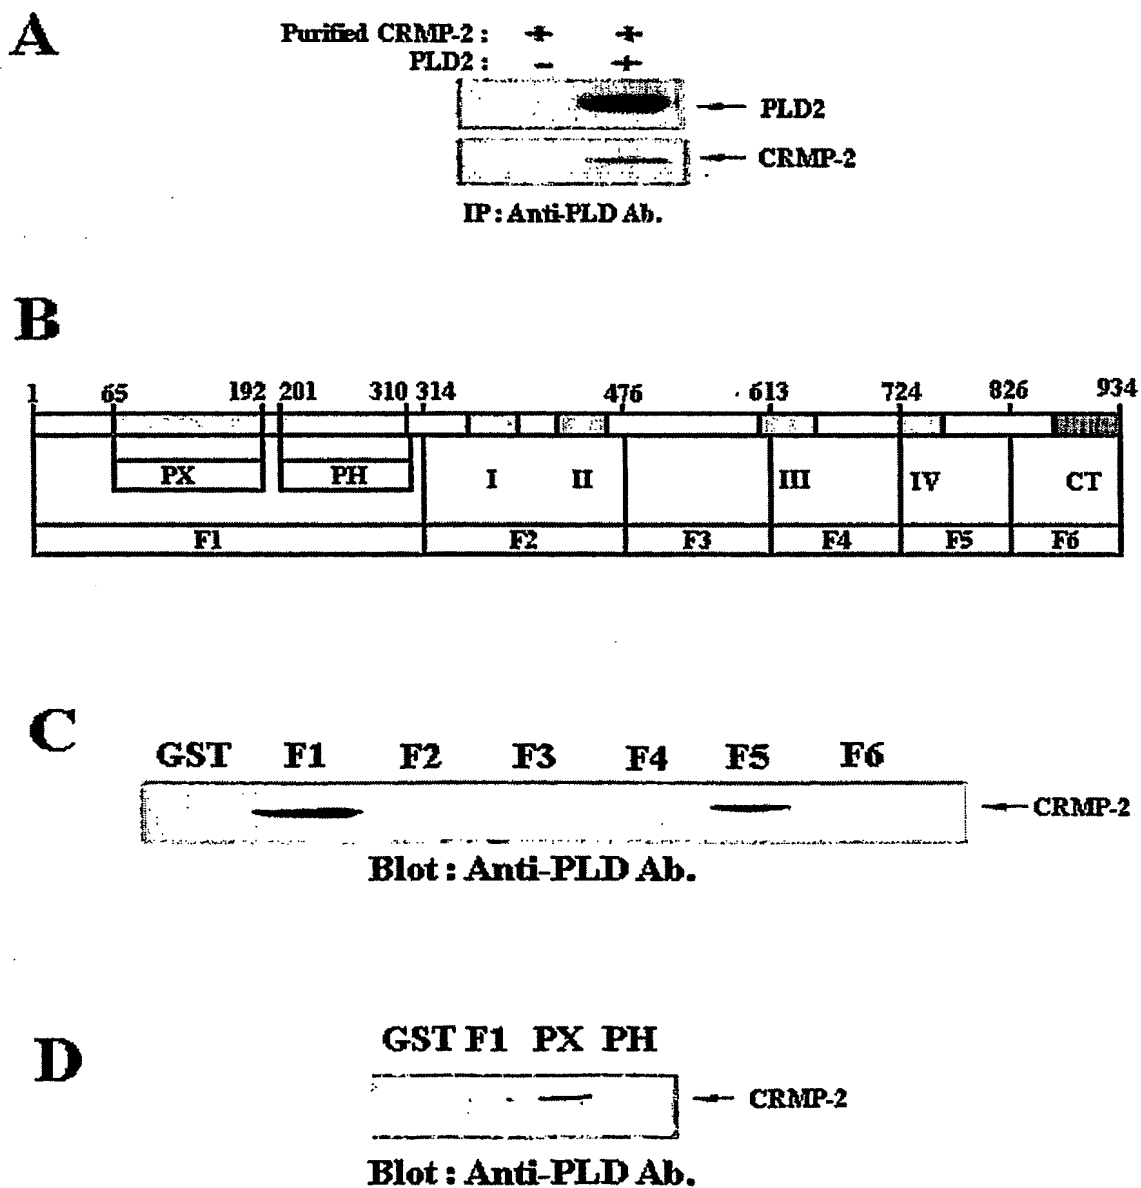 A
Purified CRMP-2 : + +
PLD2 : - +
PLD2
CRMP-2
IP : Anti-PLD Ab.
B
1 65 192 201 310 314 476 613 724 826 934
PX PH I II III IV CT
F1 F2 F3 F4 F5 F6
C
GST F1 F2 F3 F4 F5 F6
CRMP-2
Blot : Anti-PLD Ab.
D
GST F1 PX PH
CRMP-2
Blot : Anti-PLD Ab.